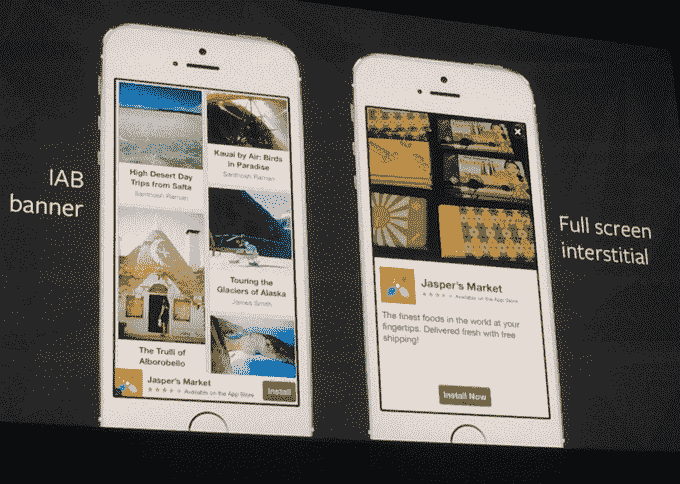 IAB
banner
High Desert Day
Trips from Salta
Santhosh Raman
Kauai by Air: Birds
in Paradise
Santhosh Raman
The Trulli of
Alborobello
Touring the
Glaciers of Alaska
James Smith
Jasper's Market
Available on the App Store
Install
Full screen
interstitial
Jasper's Market
Available on the App Store
The finest foods in the world at your
fingertips. Delivered fresh with free
shipping!
Install Now